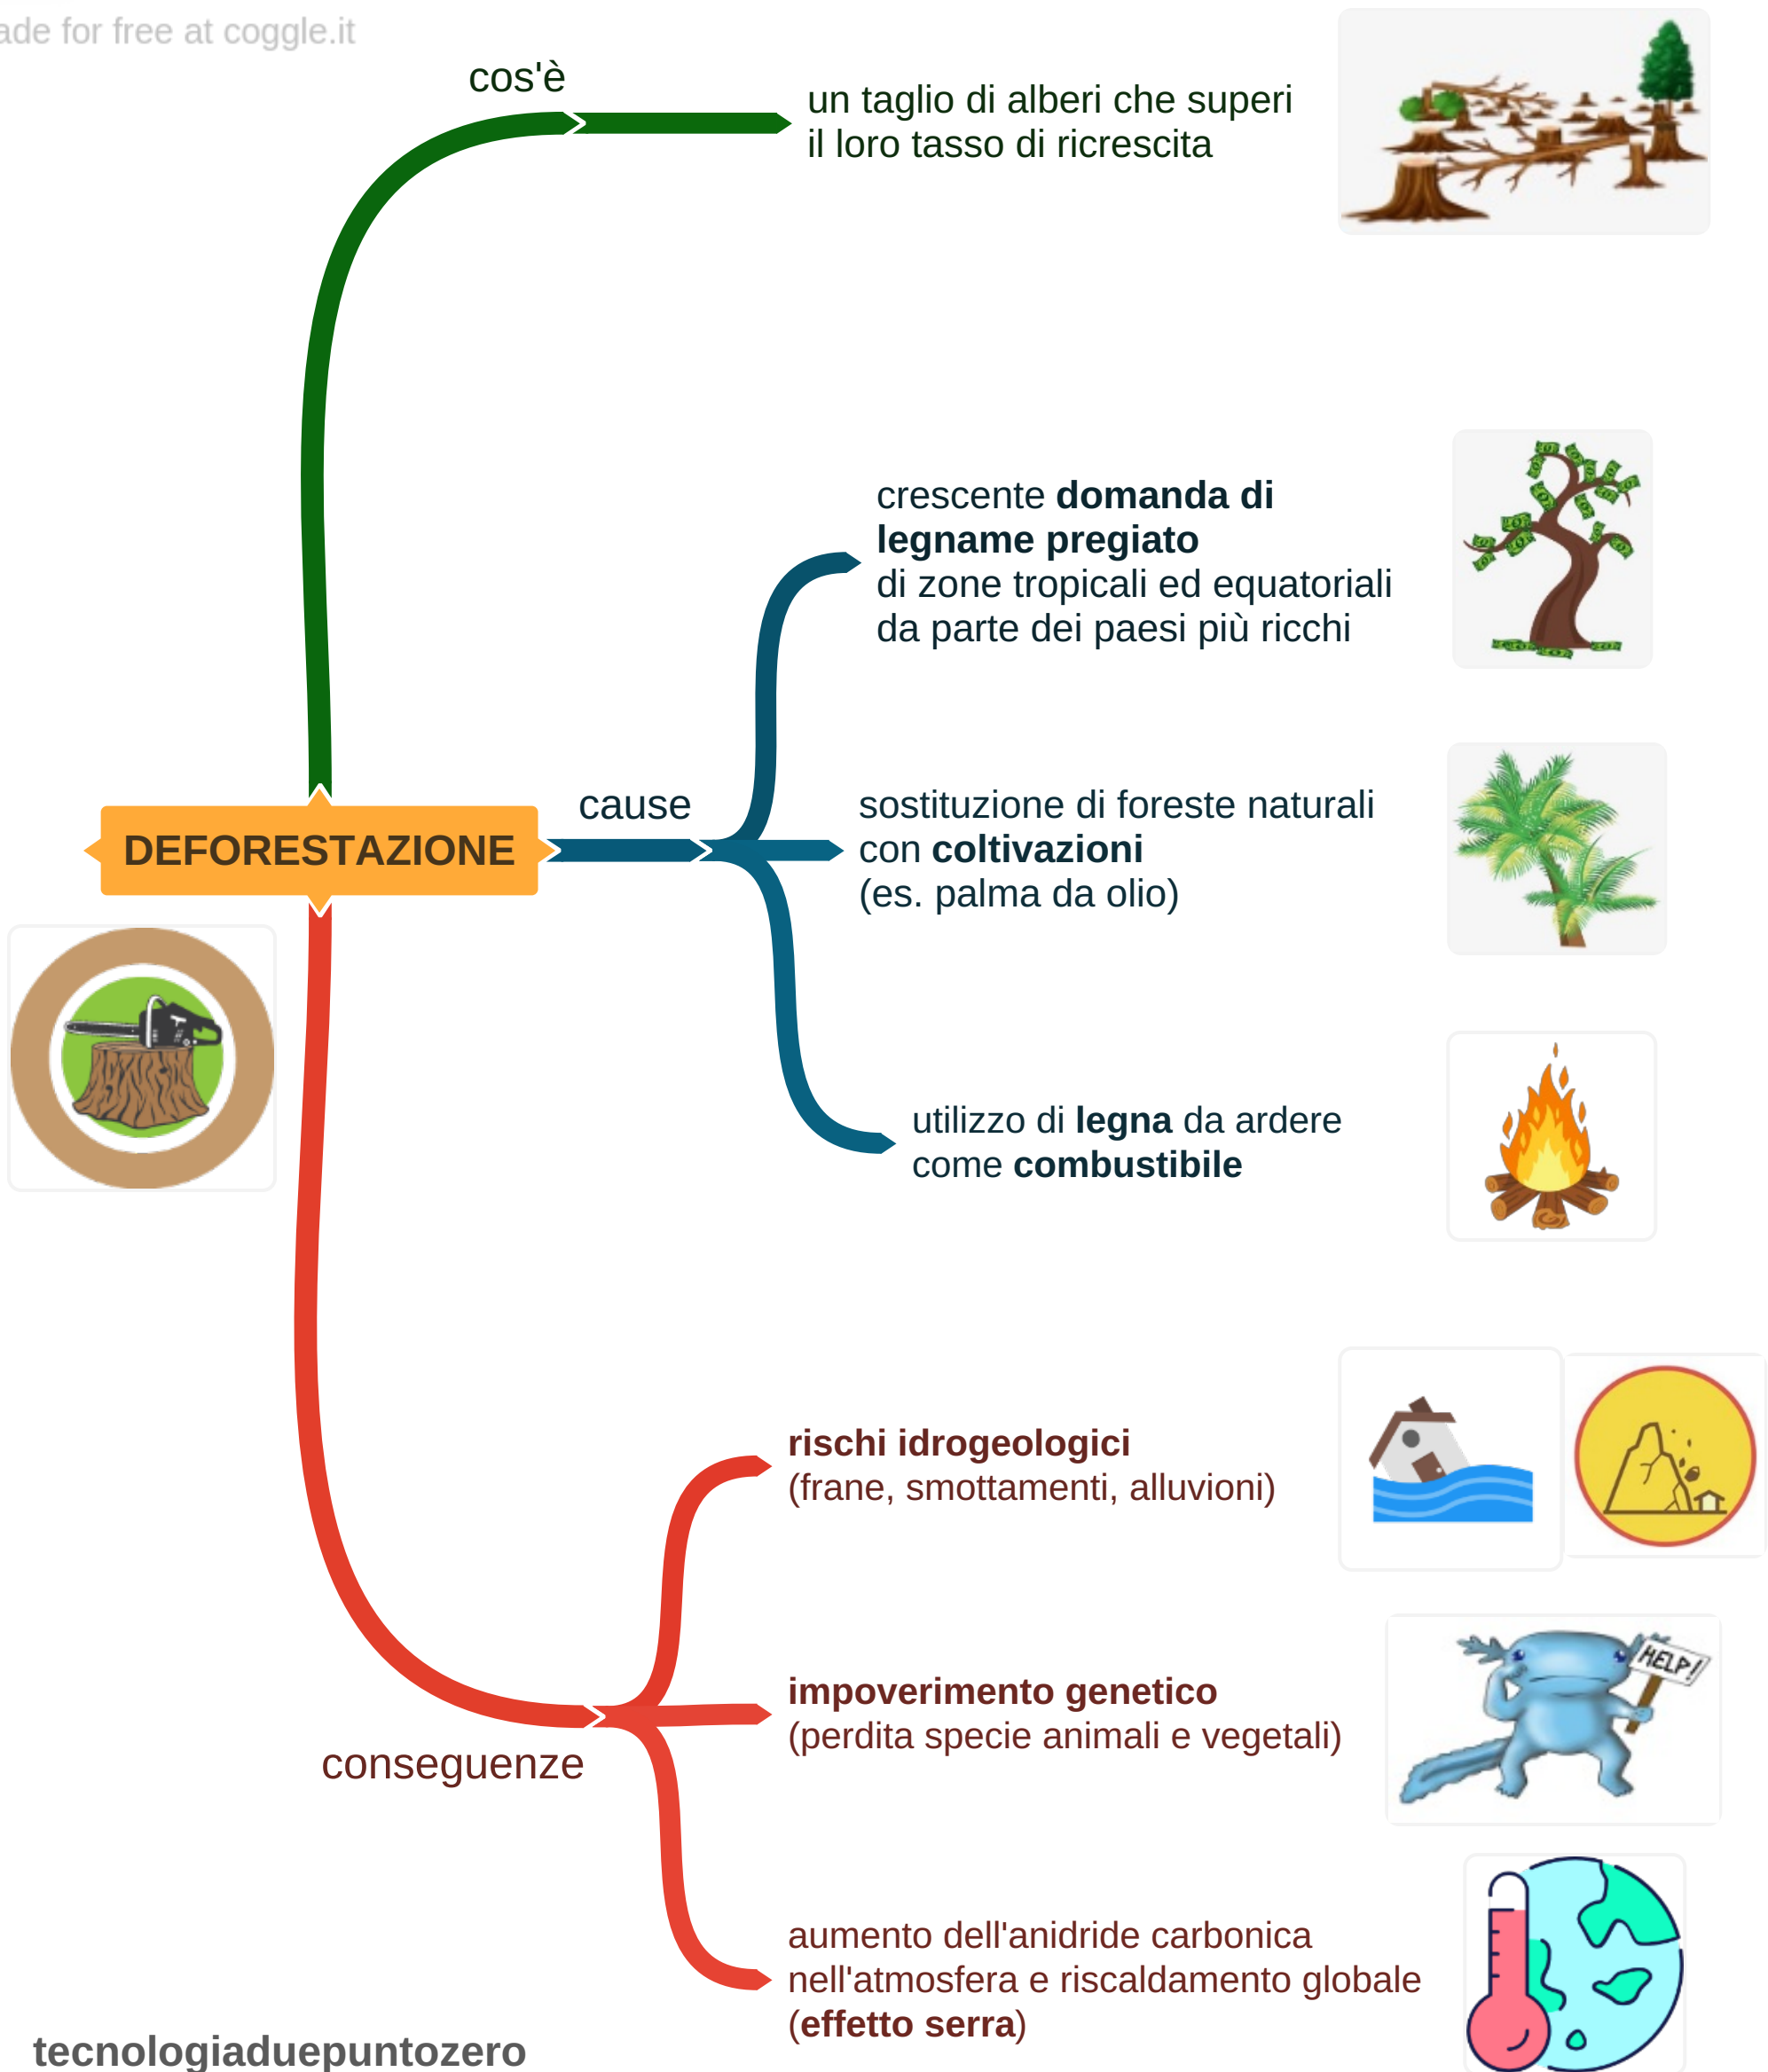 ade for free at coggle.it
cos'è
un taglio di alberi che superi
il loro tasso di ricrescita
crescente domanda di
legname pregiato
di zone tropicali ed equatoriali
da parte dei paesi più ricchi
cause
sostituzione di foreste naturali
con coltivazioni
(es. palma da olio)
DEFORESTAZIONE
utilizzo di legna da ardere
come combustibile
rischi idrogeologici
(frane, smottamenti, alluvioni)
impoverimento genetico
(perdita specie animali e vegetali)
HELP!
conseguenze
aumento dell'anidride carbonica
nell'atmosfera e riscaldamento globale
(effetto serra)
tecnologiaduepuntozero